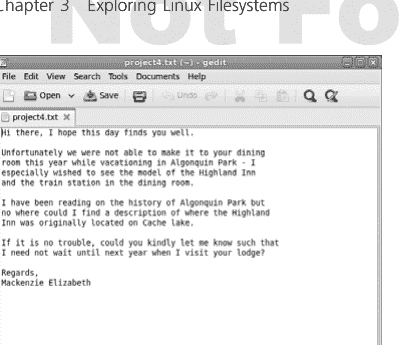 Chapter 3 Exploring Linux Filesystems
Not Fo
project4.txt (~) - gedit
File Edit View Search Tools Documents Help
Open Save Undo
project4.txt
Hi there, I hope this day finds you well.
Unfortunately we were not able to make it to your dining
room this year while vacationing in Algonquin Park - I
especially wished to see the model of the Highland Inn
and the train station in the dining room.
I have been reading on the history of Algonquin Park but
no where could I find a description of where the Highland
Inn was originally located on Cache lake.
If it is no trouble, could you kindly let me know such that
I need not wait until next year when I visit your lodge?
Regards,
Mackenzie Elizabeth